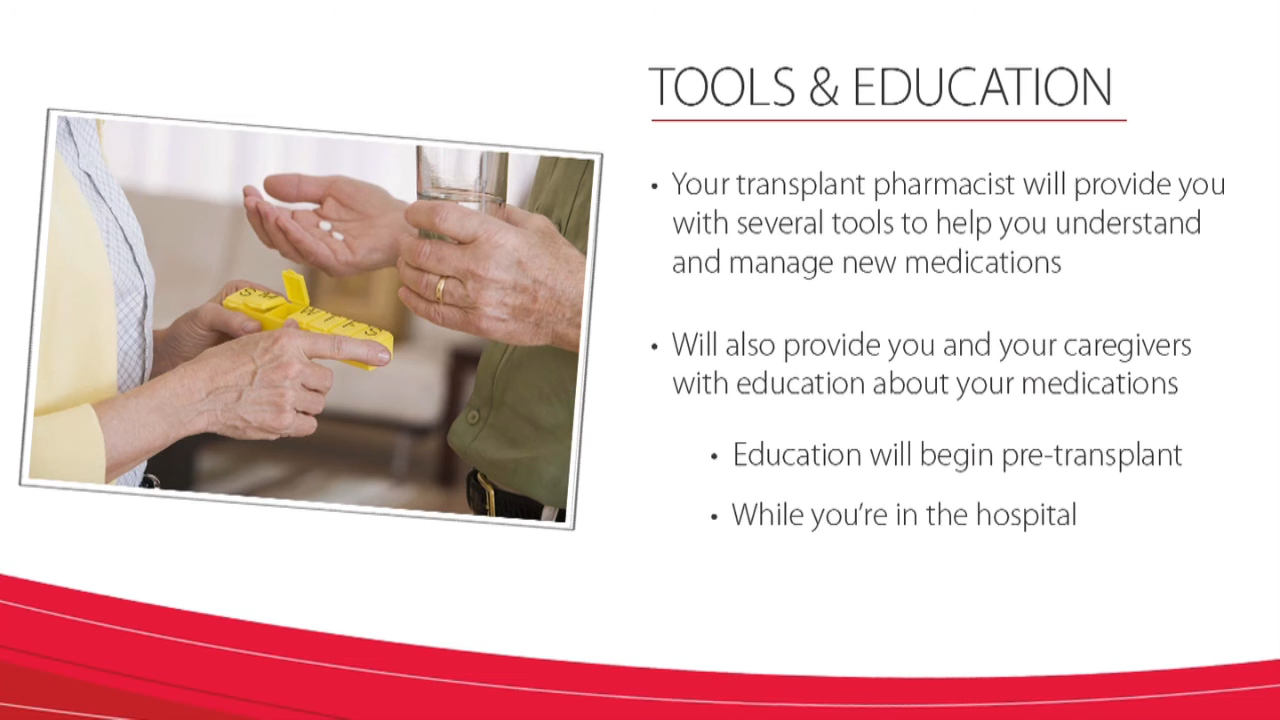 TOOLS & EDUCATION
• Your transplant pharmacist will provide you
with several tools to help you understand
and manage new medications
• Will also provide you and your caregivers
with education about your medications
• Education will begin pre-transplant
• While you're in the hospital
S M W T F S